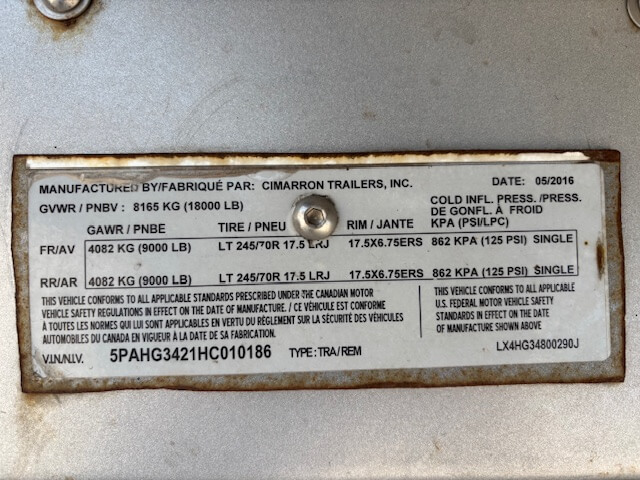 MANUFACTURED BY/FABRIQUÉ PAR: CIMARRON TRAILERS, INC. DATE: 05/2016
GVWR / PNBV : 8165 KG (18000 LB) COLD INFL. PRESS./PRESS.
DE GONFL. À FROID
GAWR / PNBE TIRE / PNEU RIM / JANTE KPA (PSI/LPC)
FR/AV 4082 KG (9000 LB) LT 245/70R 17.5 LRJ 17.5X6.75ERS 862 KPA (125 PSI) SINGLE
RR/AR 4082 KG (9000 LB) LT 245/70R 17.5 LRJ 17.5X6.75ERS 862 KPA (125 PSI) SINGLE
THIS VEHICLE CONFORMS TO ALL APPLICABLE STANDARDS PRESCRIBED UNDER THE CANADIAN MOTOR
VEHICLE SAFETY REGULATIONS IN EFFECT ON THE DATE OF MANUFACTURE. / CE VÉHICULE EST CONFORME
À TOUTES LES NORMES QUI LUI SONT APPLICABLES EN VERTU DU RÈGLEMENT SUR LA SÉCURITÉ DES VÉHICULES
AUTOMOBILES DU CANADA EN VIGUEUR À LA DATE DE SA FABRICATION.
THIS VEHICLE CONFORMS TO ALL APPLICABLE
U.S. FEDERAL MOTOR VEHICLE SAFETY
STANDARDS IN EFFECT ON THE DATE
OF MANUFACTURE SHOWN ABOVE
V.I.N./N.I.V. 5PAHG3421HC010186 TYPE: TRA/REM LX4HG34800290J